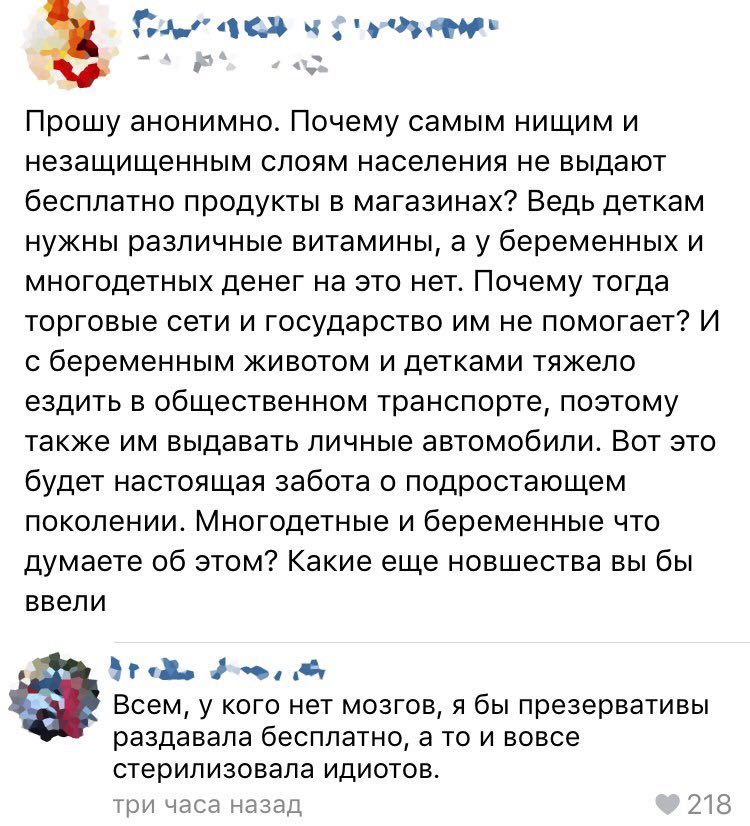 Прошу анонимно. Почему самым нищим и
незащищенным слоям населения не выдают
бесплатно продукты в магазинах? Ведь деткам
нужны различные витамины, а у беременных и
многодетных денег на это нет. Почему тогда
торговые сети и государство им не помогает? И
с беременным животом и детками тяжело
ездить в общественном транспорте, поэтому
также им выдавать личные автомобили. Вот это
будет настоящая забота о подростающем
поколении. Многодетные и беременные что
думаете об этом? Какие еще новшества вы бы
ввели
Всем, у кого нет мозгов, я бы презервативы
раздавала бесплатно, а то и вовсе
стерилизовала идиотов.
три часа назад 218